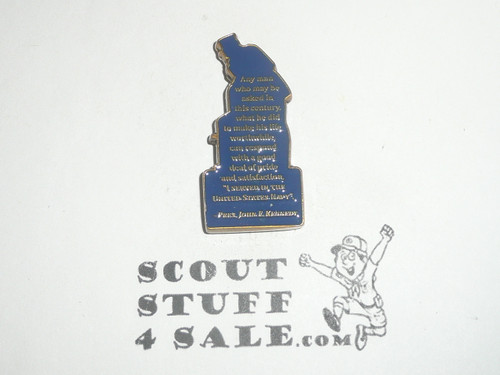 Any man
who may be
asked in
this century,
what he did
to make his life
worthwhile,
can respond
with a good
deal of pride
and satisfaction,
"I served in the
United States Navy".
-Pres. John F. Kennedy
SCOUT
STUFF
4 SALE.COM